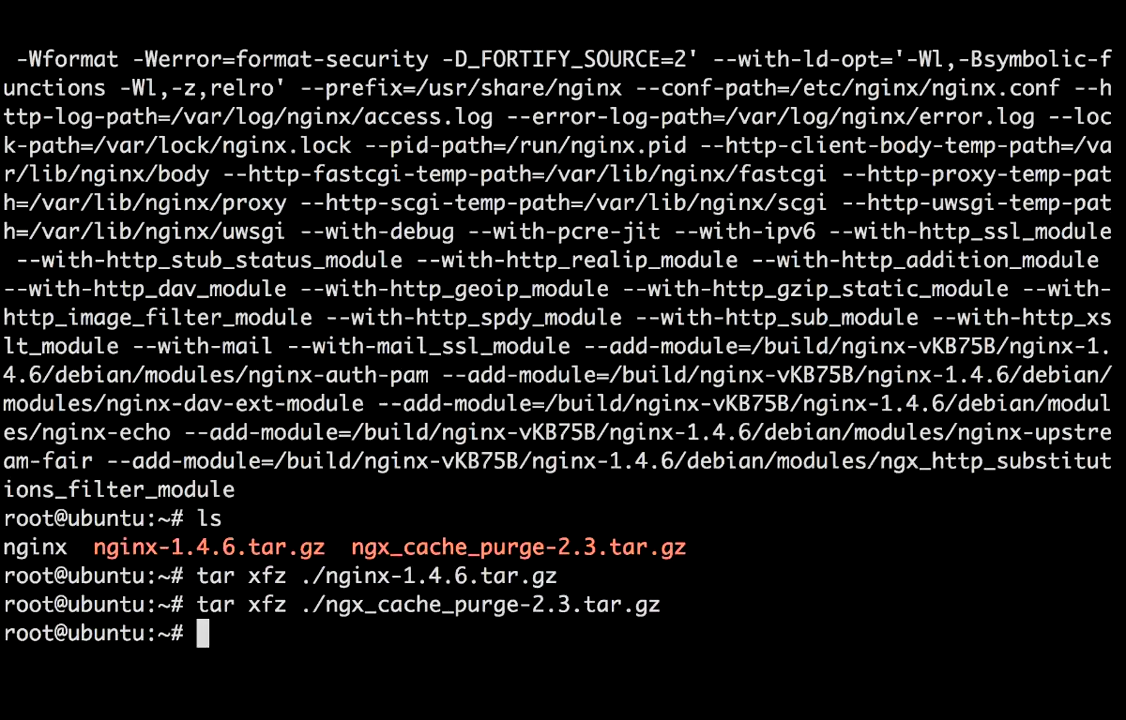 -Wformat -Werror=format-security -D_FORTIFY_SOURCE=2' --with-ld-opt='-Wl,-Bsymbolic-f
unctions -Wl,-z,relro' --prefix=/usr/share/nginx --conf-path=/etc/nginx/nginx.conf --h
ttp-log-path=/var/log/nginx/access.log --error-log-path=/var/log/nginx/error.log --loc
k-path=/var/lock/nginx.lock --pid-path=/run/nginx.pid --http-client-body-temp-path=/va
r/lib/nginx/body --http-fastcgi-temp-path=/var/lib/nginx/fastcgi --http-proxy-temp-pat
h=/var/lib/nginx/proxy --http-scgi-temp-path=/var/lib/nginx/scgi --http-uwsgi-temp-pat
h=/var/lib/nginx/uwsgi --with-debug --with-pcre-jit --with-ipv6 --with-http_ssl_module
--with-http_stub_status_module --with-http_realip_module --with-http_addition_module
--with-http_dav_module --with-http_geoip_module --with-http_gzip_static_module --with-
http_image_filter_module --with-http_spdy_module --with-http_sub_module --with-http_xs
lt_module --with-mail --with-mail_ssl_module --add-module=/build/nginx-vKB75B/nginx-1.
4.6/debian/modules/nginx-auth-pam --add-module=/build/nginx-vKB75B/nginx-1.4.6/debian/
modules/nginx-dav-ext-module --add-module=/build/nginx-vKB75B/nginx-1.4.6/debian/modul
es/nginx-echo --add-module=/build/nginx-vKB75B/nginx-1.4.6/debian/modules/nginx-upstre
am-fair --add-module=/build/nginx-vKB75B/nginx-1.4.6/debian/modules/ngx_http_substitut
ions_filter_module
root@ubuntu:~# ls
nginx  nginx-1.4.6.tar.gz  ngx_cache_purge-2.3.tar.gz
root@ubuntu:~# tar xfz ./nginx-1.4.6.tar.gz
root@ubuntu:~# tar xfz ./ngx_cache_purge-2.3.tar.gz
root@ubuntu:~#